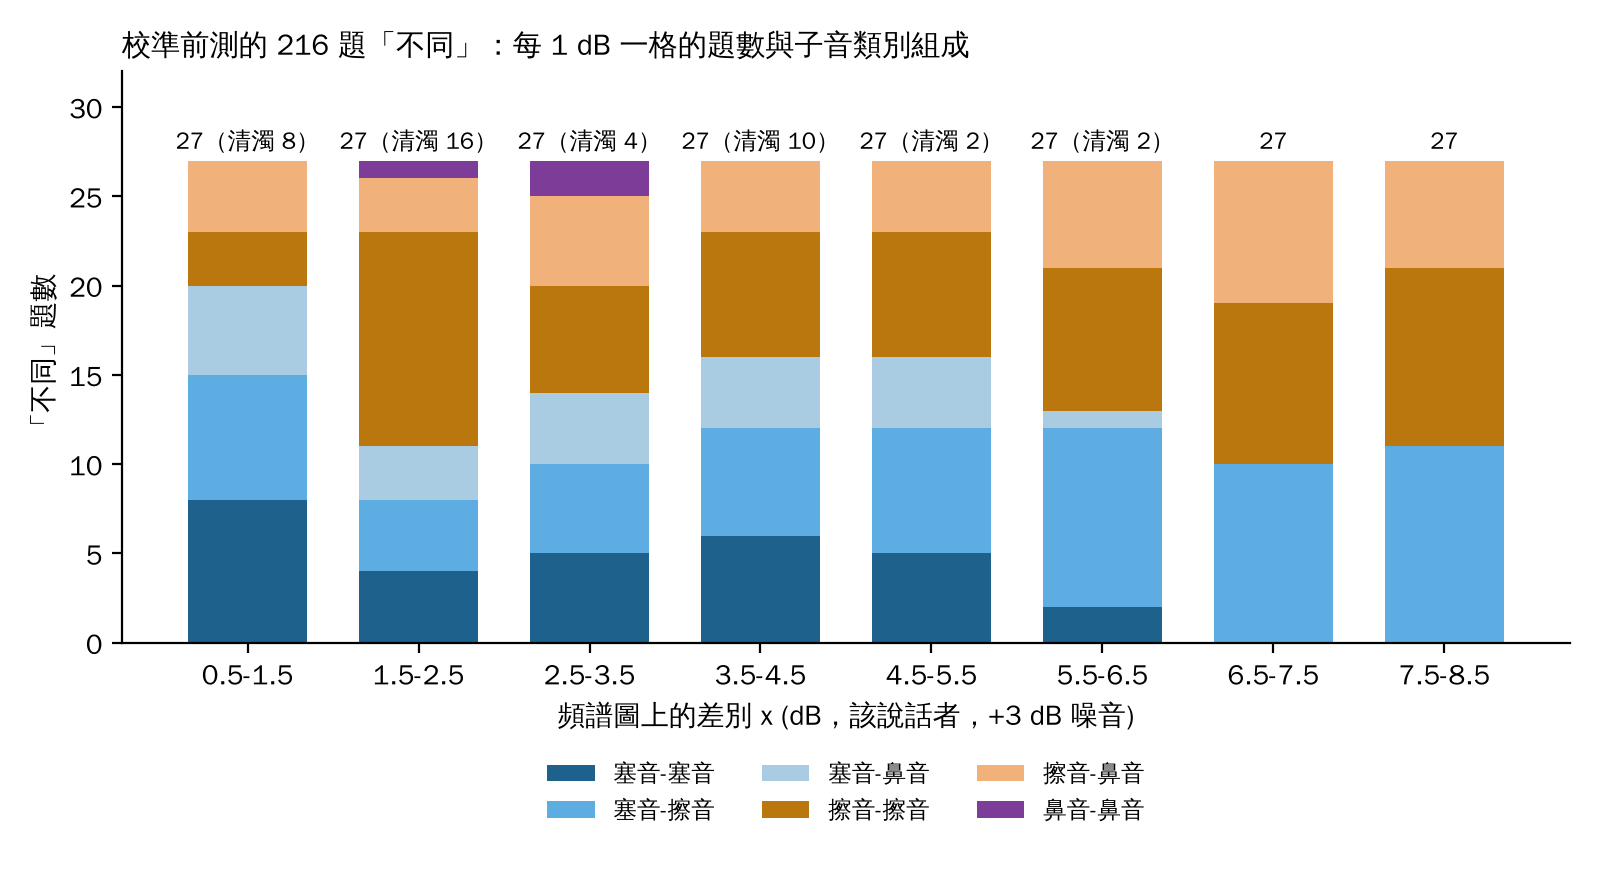 校準前測的 216 題「不同」：每 1 dB 一格的題數與子音類別組成
「不同」題數
30
25
20
15
10
5
0
27（清濁 8） 27（清濁 16） 27（清濁 4） 27（清濁 10） 27（清濁 2） 27（清濁 2） 27 27
0.5-1.5 1.5-2.5 2.5-3.5 3.5-4.5 4.5-5.5 5.5-6.5 6.5-7.5 7.5-8.5
頻譜圖上的差別 x (dB，該說話者，+3 dB 噪音)
塞音-塞音 塞音-鼻音 擦音-鼻音
塞音-擦音 擦音-擦音 鼻音-鼻音